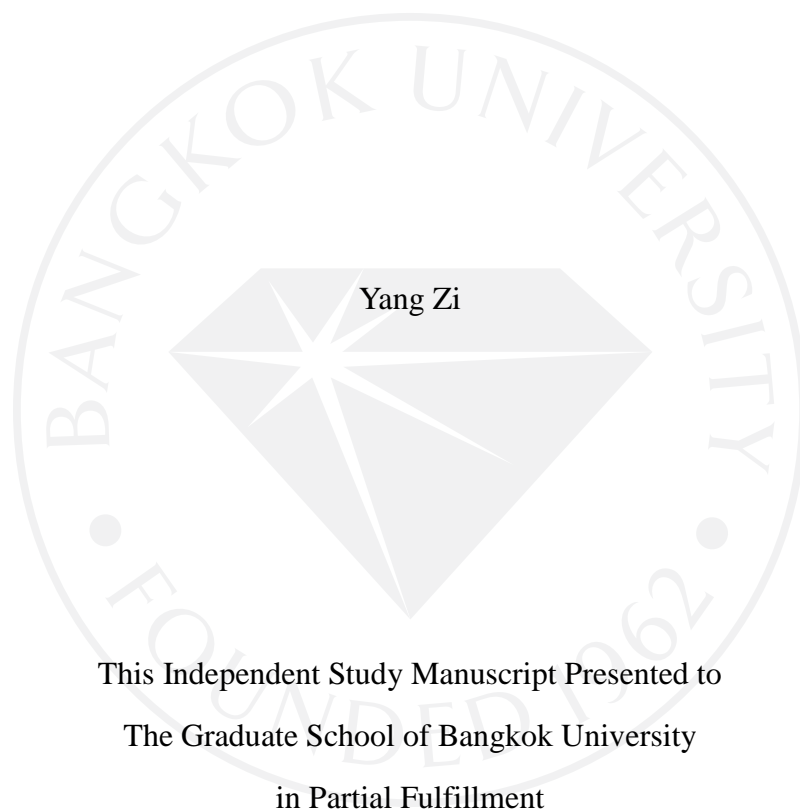 BANGKOK UNIVERSITY
Yang Zi
This Independent Study Manuscript Presented to
The Graduate School of Bangkok University
in Partial Fulfillment
• FOUNDED 1962 •